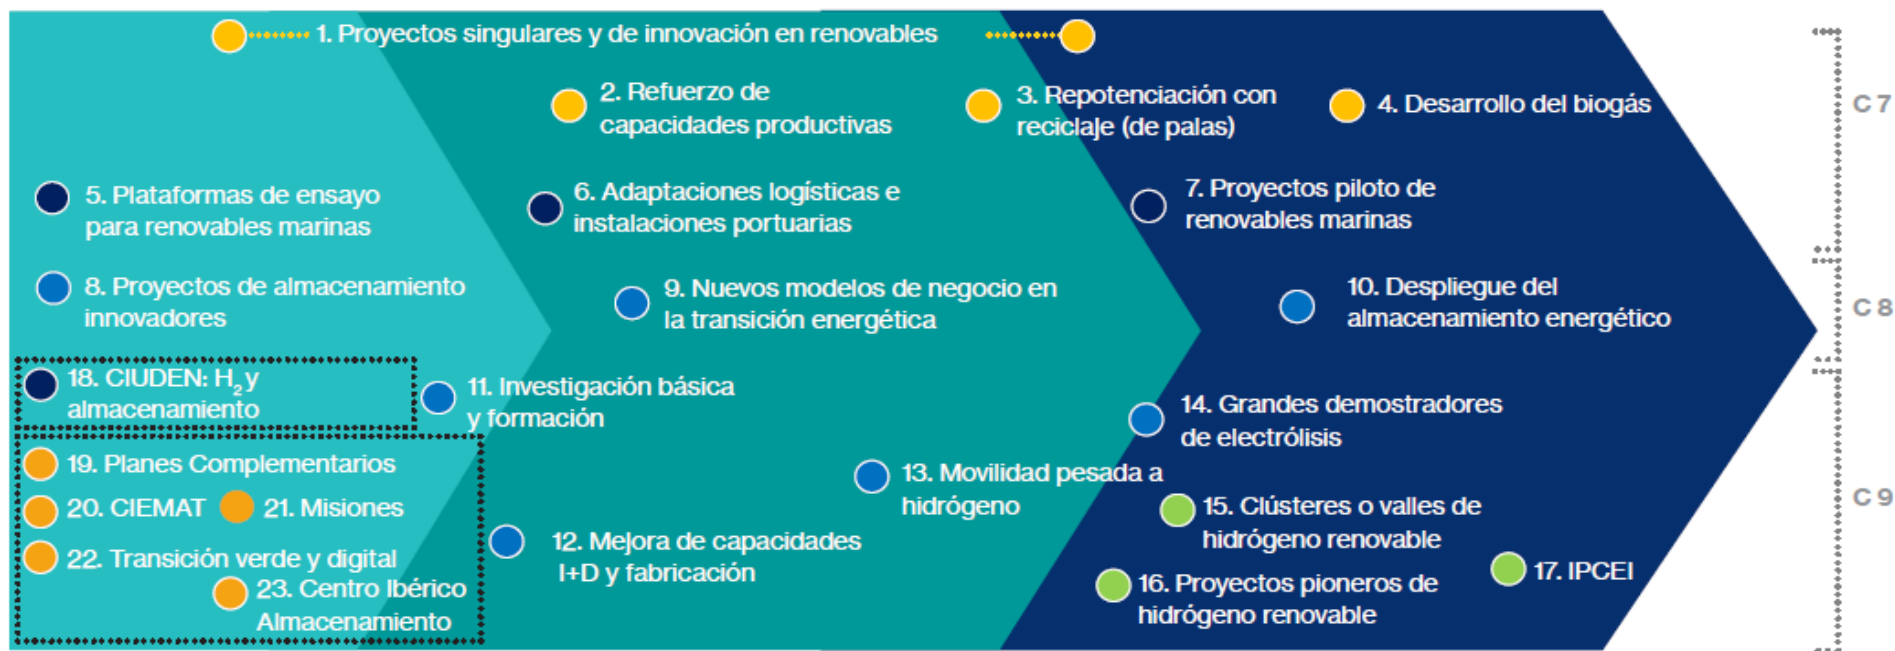 1. Proyectos singulares y de innovación en renovables
2. Refuerzo de
capacidades productivas
3. Repotenciación con
reciclaje (de palas)
4. Desarrollo del biogás
C 7
5. Plataformas de ensayo
para renovables marinas
6. Adaptaciones logísticas e
instalaciones portuarias
7. Proyectos piloto de
renovables marinas
8. Proyectos de almacenamiento
innovadores
9. Nuevos modelos de negocio en
la transición energética
10. Despliegue del
almacenamiento energético
C 8
18. CIUDEN: H₂ y
almacenamiento
11. Investigación básica
y formación
14. Grandes demostradores
de electrólisis
19. Planes Complementarios
20. CIEMAT
21. Misiones
22. Transición verde y digital
23. Centro Ibérico
Almacenamiento
12. Mejora de capacidades
I+D y fabricación
13. Movilidad pesada a
hidrógeno
15. Clústeres o valles de
hidrógeno renovable
16. Proyectos pioneros de
hidrógeno renovable
17. IPCEI
C 9